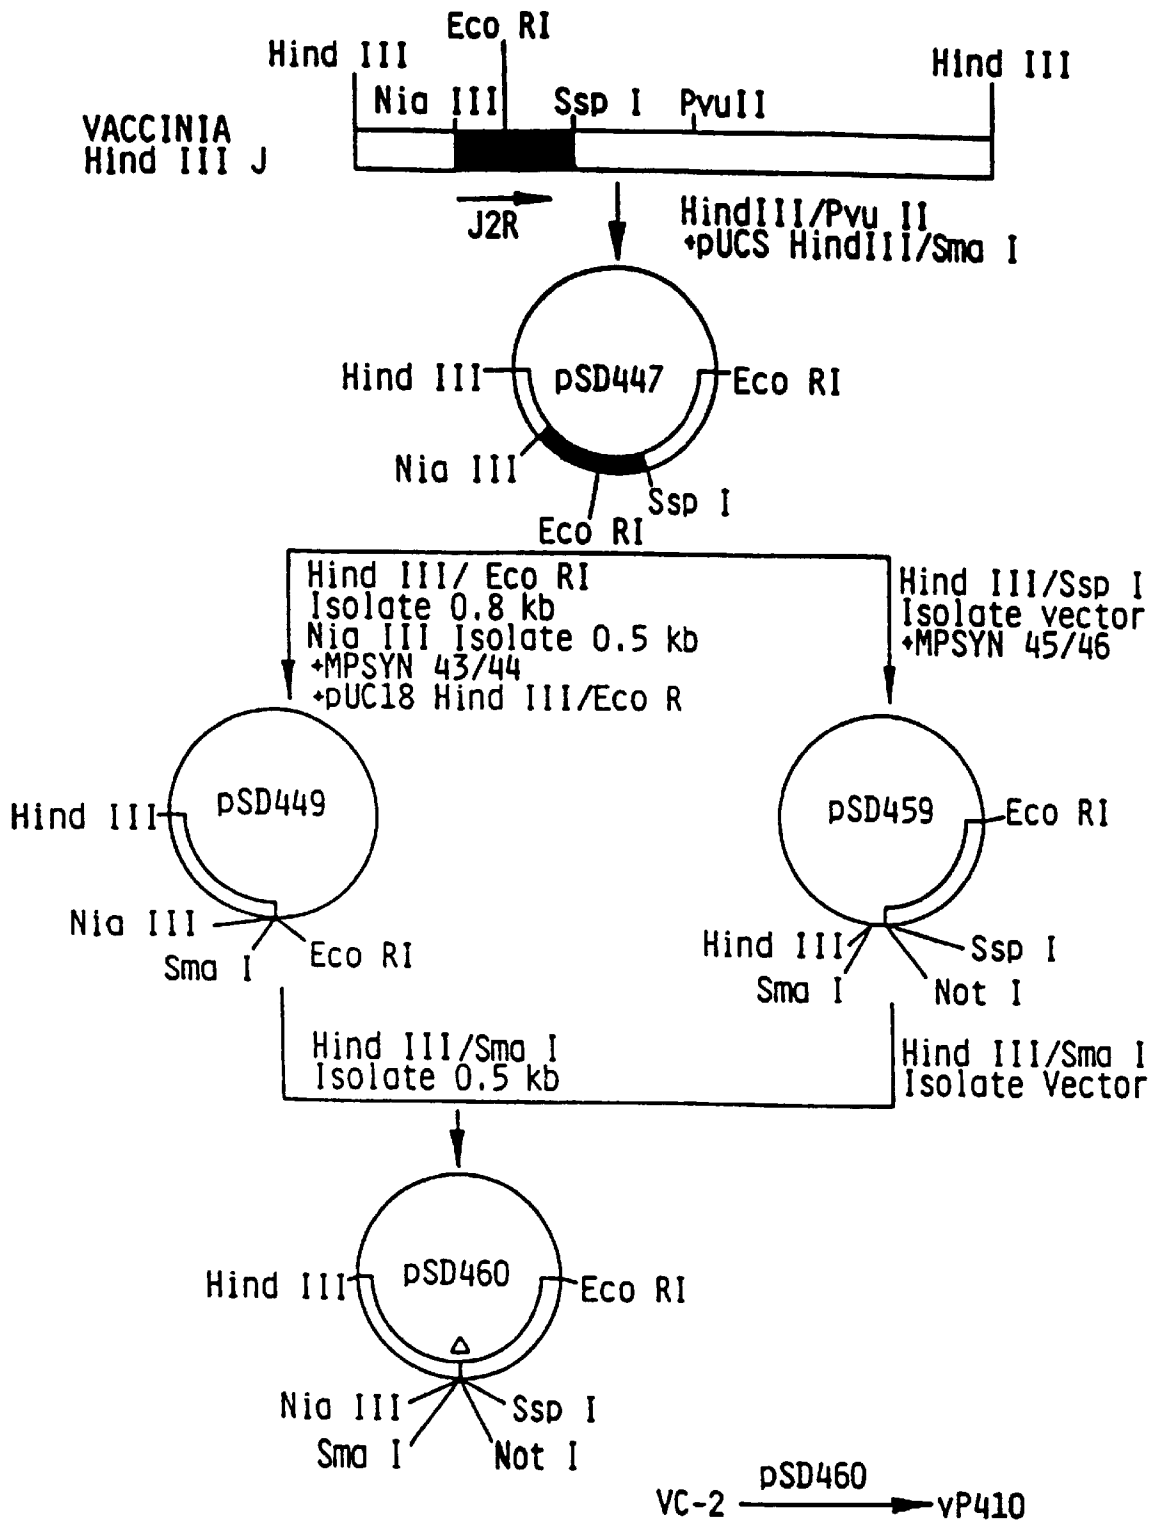 Eco RI
Hind III
Hind III
Nia III
Ssp I
PvuII
VACCINIA
Hind III J
J2R
HindIII/Pvu II
+pUCS HindIII/Sma I
Hind III
pSD447
Eco RI
Nia III
Ssp I
Eco RI
Hind III/ Eco RI
Isolate 0.8 kb
Nia III Isolate 0.5 kb
+MPSYN 43/44
+pUC18 Hind III/Eco R
Hind III/Ssp I
Isolate vector
+MPSYN 45/46
pSD449
Hind III
Nia III
Sma I
Eco RI
pSD459
Eco RI
Hind III
Ssp I
Sma I
Not I
Hind III/Sma I
Isolate 0.5 kb
Hind III/Sma I
Isolate Vector
Hind III
pSD460
Eco RI
Δ
Nia III
Ssp I
Sma I
Not I
pSD460
VC-2
vP410